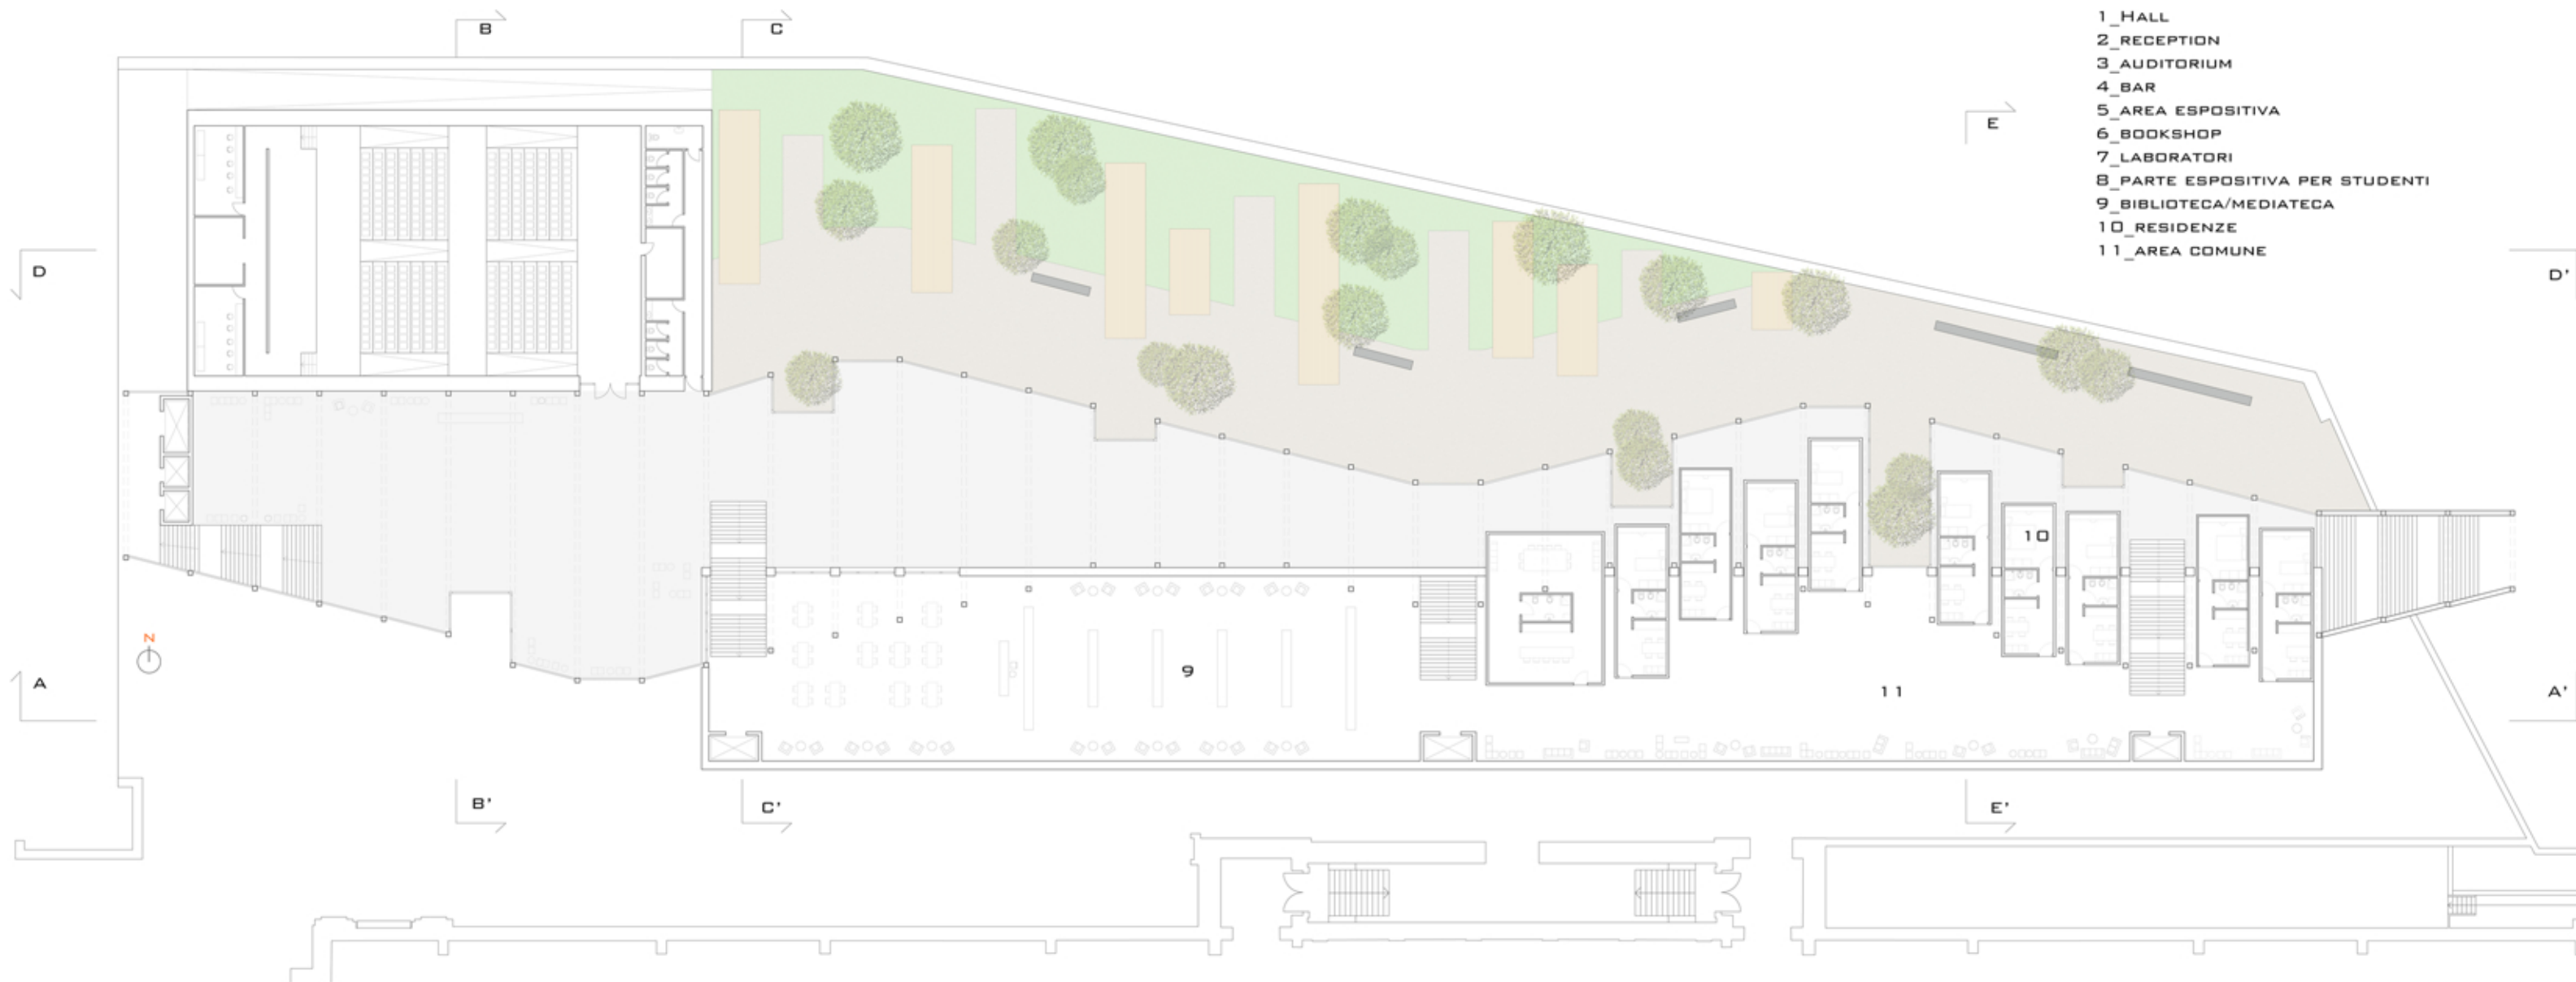 B
C
1_HALL
2_RECEPTION
3_AUDITORIUM
4_BAR
5_AREA ESPOSITIVA
6_BOOKSHOP
7_LABORATORI
8_PARTE ESPOSITIVA PER STUDENTI
9_BIBLIOTECA/MEDIATECA
10_RESIDENZE
11_AREA COMUNE
E
D
D'
10
N
9
11
A
A'
B'
C'
E'